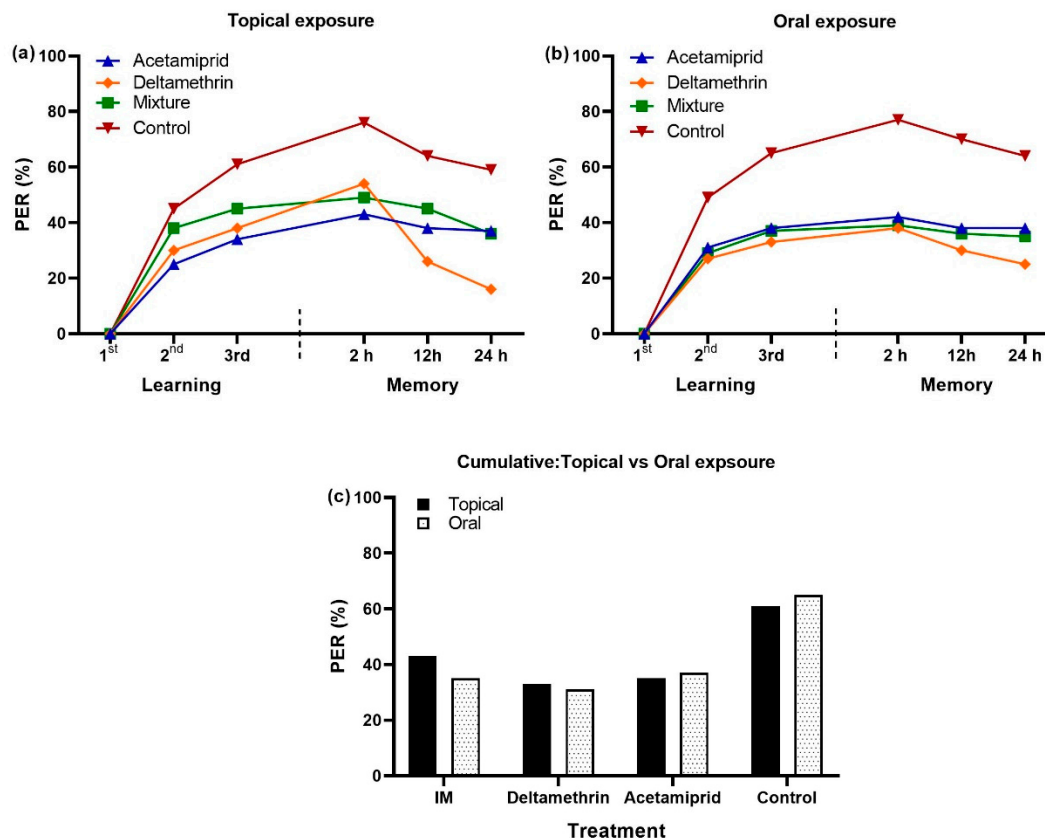 Topical exposure
(a)
Acetamiprid
Deltamethrin
Mixture
Control
PER (%)
100
80
60
40
20
0
1st 2nd 3rd 2 h 12h 24 h
Learning Memory
Oral exposure
(b)
Acetamiprid
Deltamethrin
Mixture
Control
PER (%)
100
80
60
40
20
0
1st 2nd 3rd 2 h 12h 24 h
Learning Memory
Cumulative:Topical vs Oral expsoure
(c)
Topical
Oral
PER (%)
100
80
60
40
20
0
IM Deltamethrin Acetamiprid Control
Treatment